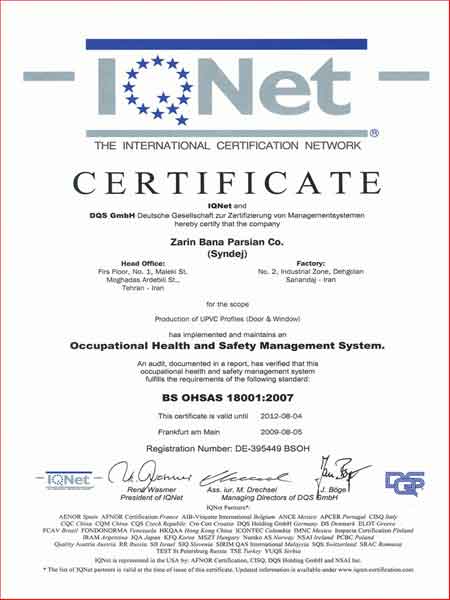 IQNet
®
THE INTERNATIONAL CERTIFICATION NETWORK
CERTIFICATE
IQNet and
DQS GmbH Deutsche Gesellschaft zur Zertifizierung von Managementsystemen
hereby certify that the company
Zarin Bana Parsian Co.
(Syndej)
Head Office:
Firs Floor, No. 1, Maleki St.
Moghadas Ardebili St.,
Tehran - Iran
Factory:
No. 2, Industrial Zone, Dehgolan
Sanandaj - Iran
for the scope
Production of UPVC Profiles (Door & Window)
has implemented and maintains an
Occupational Health and Safety Management System.
An audit, documented in a report, has verified that this
occupational health and safety management system
fulfills the requirements of the following standard:
BS OHSAS 18001:2007
This certificate is valid until 2012-08-04
Frankfurt am Main 2009-08-05
Registration Number: DE-395449 BSOH
IQNet
DQS
René Wasmer
President of IQNet
Ass. iur. M. Drechsel J. Böge
Managing Directors of DQS GmbH
IQNet Partners*:
AENOR Spain AFNOR Certification France AIB-Vinçotte International Belgium ANCE Mexico APCER Portugal CISQ Italy
CQC China CQM China CQS Czech Republic Cro Cert Croatia DQS Holding GmbH Germany DS Denmark ELOT Greece
FCAV Brazil FONDONORMA Venezuela HKQAA Hong Kong China ICONTEC Colombia IMNC Mexico Inspecta Certification Finland
IRAM Argentina JQA Japan KFQ Korea MSZT Hungary Nemko AS Norway NSAI Ireland PCBC Poland
Quality Austria Austria RR Russia SII Israel SIQ Slovenia SIRIM QAS International Malaysia SQS Switzerland SRAC Romania
TEST St Petersburg Russia TSE Turkey YUQS Serbia
IQNet is represented in the USA by: AFNOR Certification, CISQ, DQS Holding GmbH and NSAI Inc.
* The list of IQNet partners is valid at the time of issue of this certificate. Updated information is available under www.iqnet-certification.com